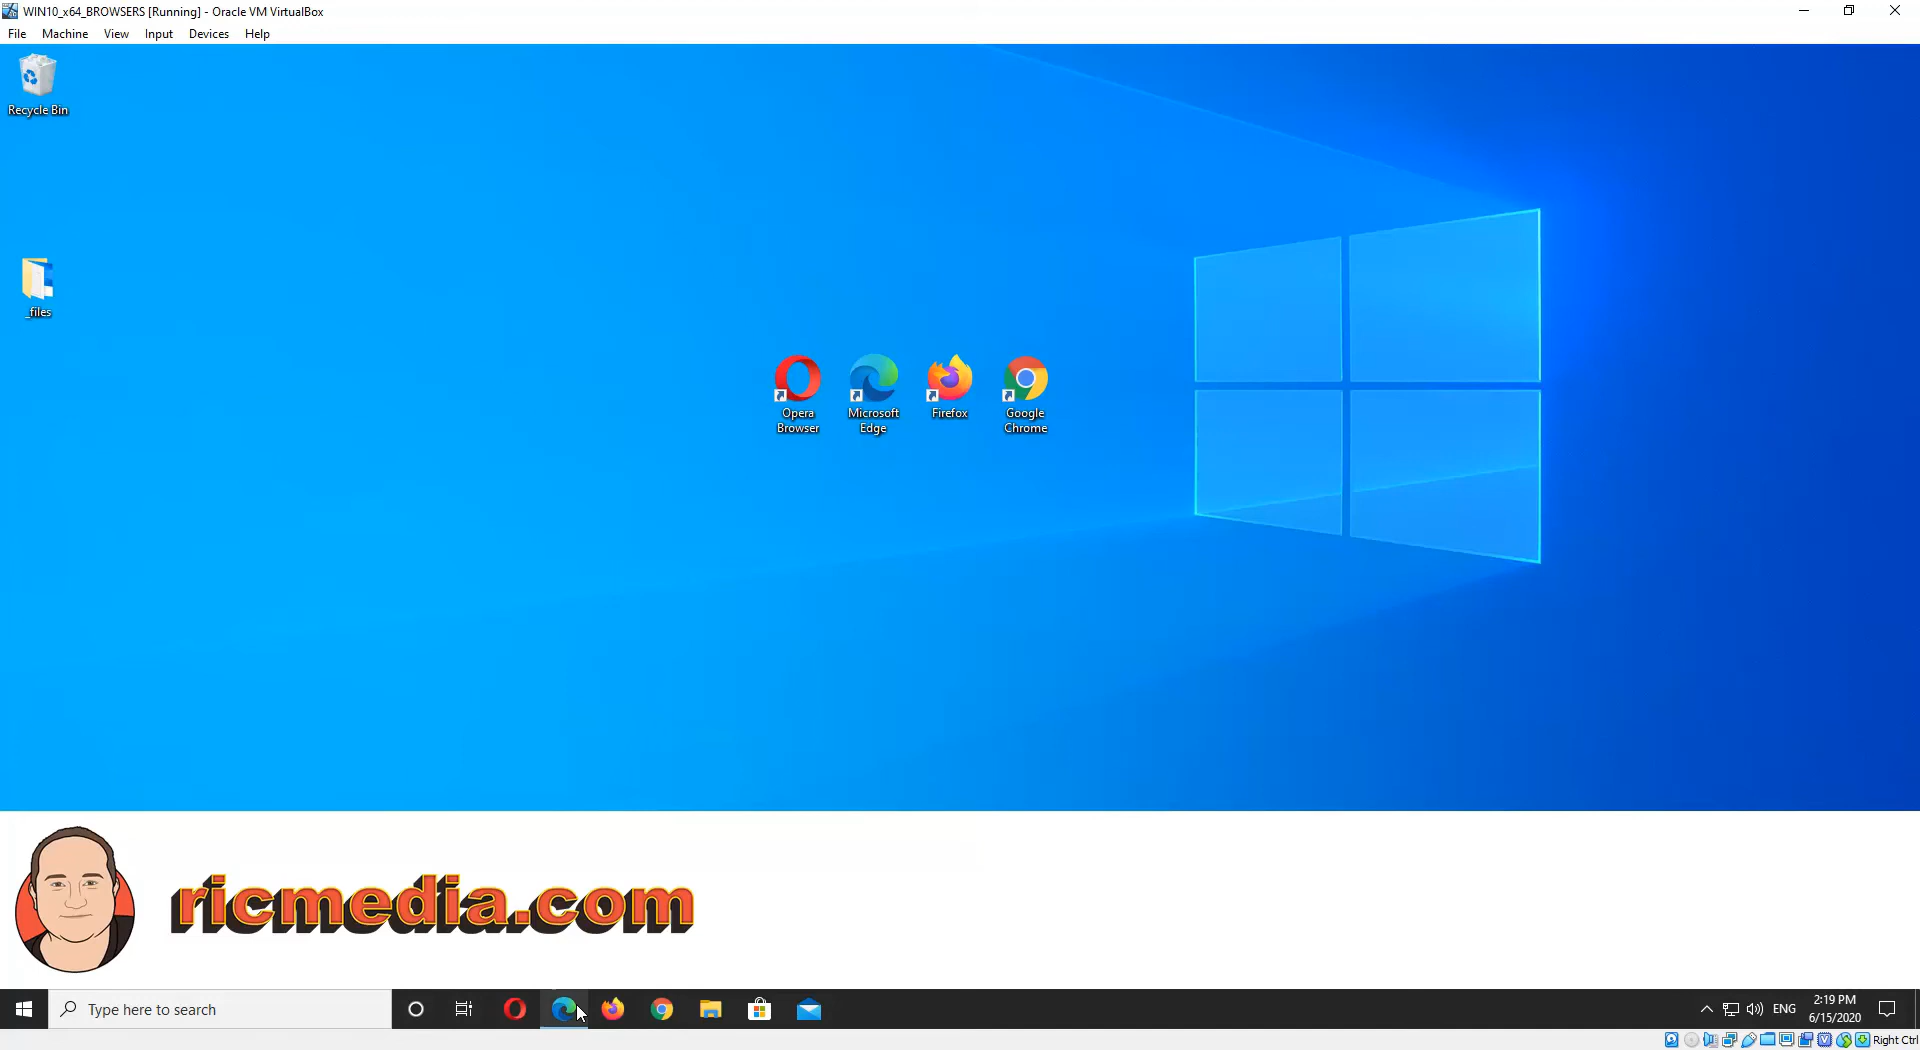 WIN10_x64_BROWSERS [Running] - Oracle VM VirtualBox
File Machine View Input Devices Help
Recycle Bin
_files
Opera Browser
Microsoft Edge
Firefox
Google Chrome
ricmedia.com
Type here to search
ENG
2:19 PM
6/15/2020
Right Ctrl